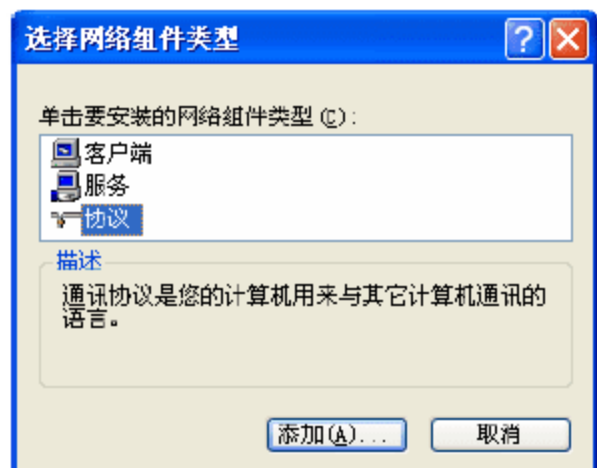 选择网络组件类型
单击要安装的网络组件类型(C):
客户端
服务
协议
描述
通讯协议是您的计算机用来与其它计算机通讯的
语言。
添加(A)... 取消